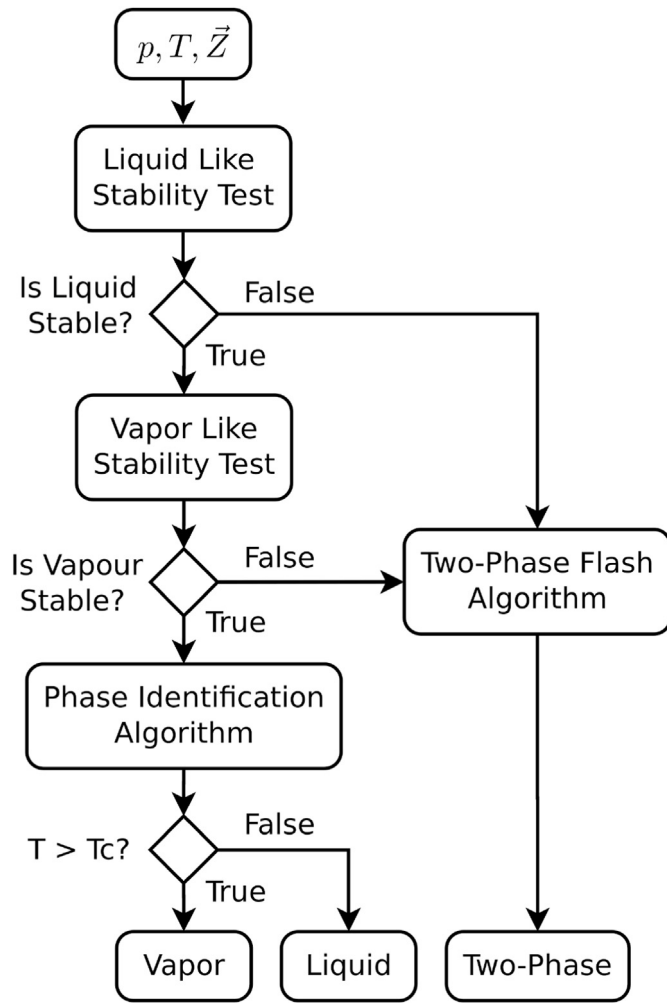 p, T, \vec{Z}
Liquid Like
Stability Test
Is Liquid
Stable?
False
True
Vapor Like
Stability Test
Is Vapour
Stable?
False
True
Two-Phase Flash
Algorithm
Phase Identification
Algorithm
T > Tc?
False
True
Vapor
Liquid
Two-Phase